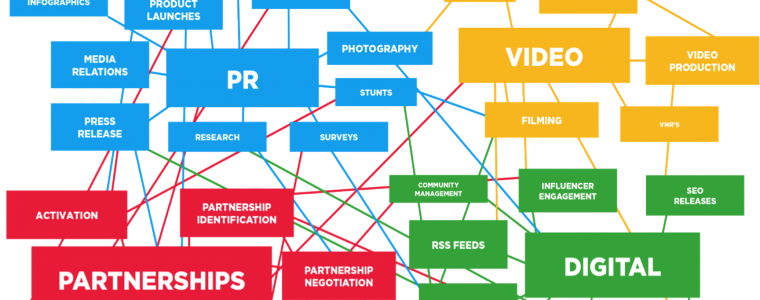 INFOGRAPHICS
PRODUCT
LAUNCHES
PHOTOGRAPHY
MEDIA
RELATIONS
PR
VIDEO
VIDEO
PRODUCTION
STUNTS
PRESS
RELEASE
RESEARCH
SURVEYS
FILMING
VNR'S
COMMUNITY
MANAGEMENT
INFLUENCER
ENGAGEMENT
SEO
RELEASES
ACTIVATION
PARTNERSHIP
IDENTIFICATION
RSS FEEDS
PARTNERSHIPS
PARTNERSHIP
NEGOTIATION
DIGITAL